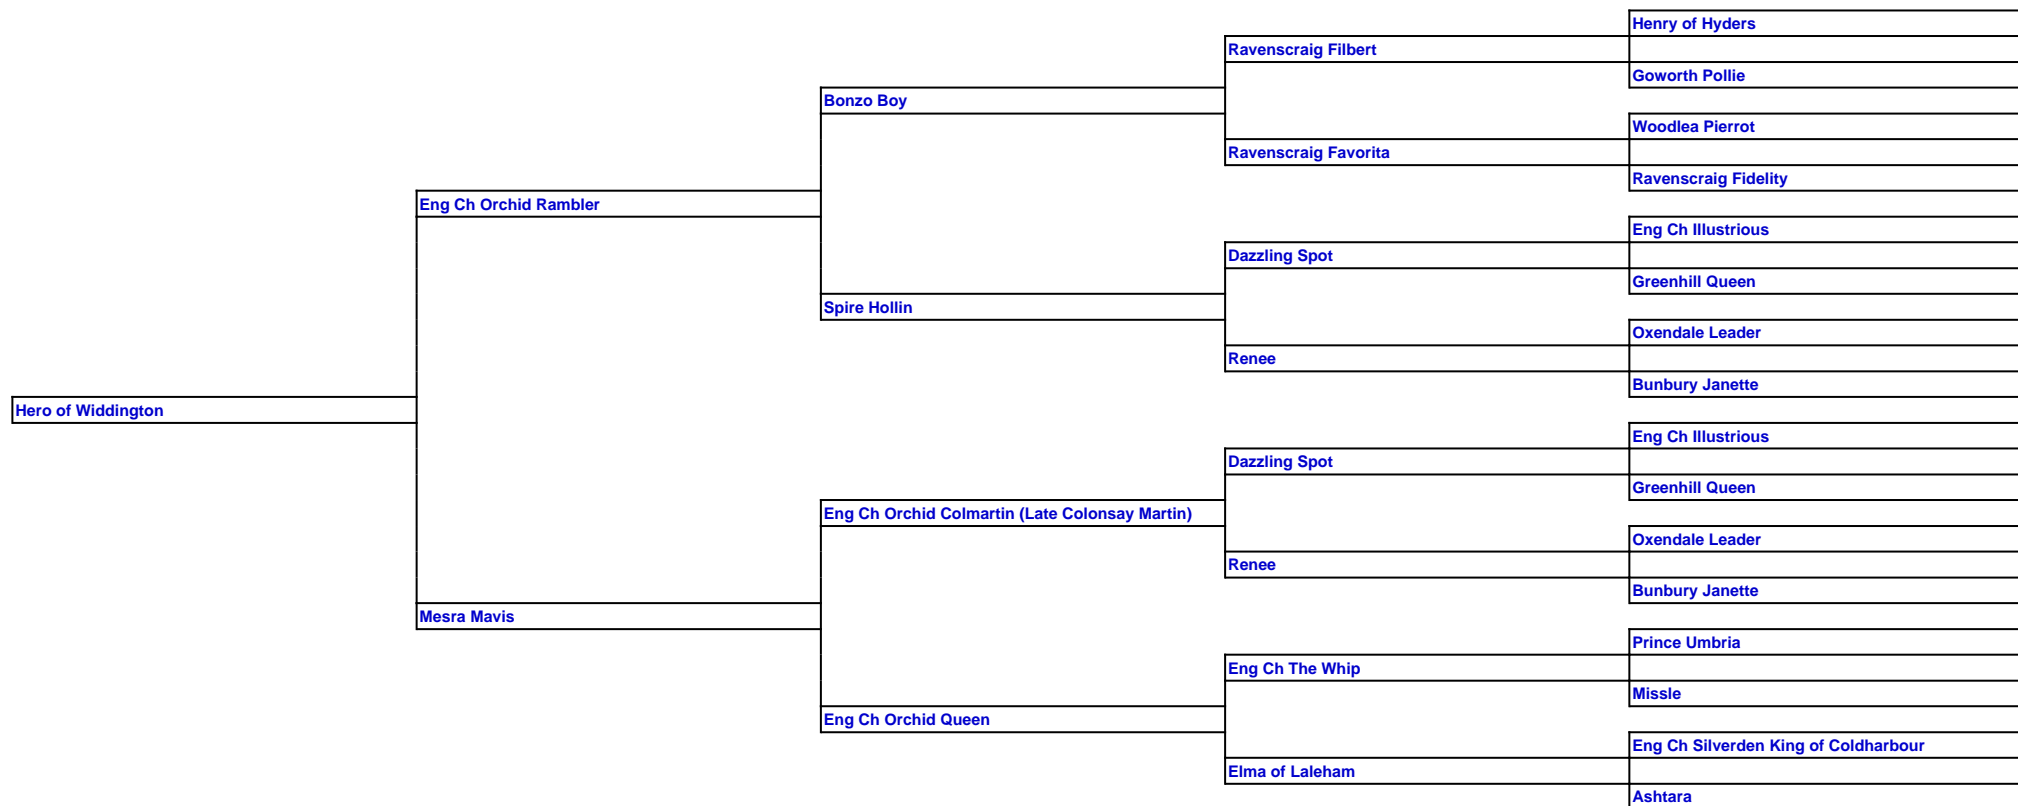 Henry of Hyders
Ravenscraig Filbert
Goworth Pollie
Bonzo Boy
Woodlea Pierrot
Ravenscraig Favorita
Ravenscraig Fidelity
Eng Ch Orchid Rambler
Eng Ch Illustrious
Dazzling Spot
Greenhill Queen
Spire Hollin
Oxendale Leader
Renee
Bunbury Janette
Hero of Widdington
Eng Ch Illustrious
Dazzling Spot
Greenhill Queen
Eng Ch Orchid Colmartin (Late Colonsay Martin)
Oxendale Leader
Renee
Bunbury Janette
Mesra Mavis
Prince Umbria
Eng Ch The Whip
Missle
Eng Ch Orchid Queen
Eng Ch Silverden King of Coldharbour
Elma of Laleham
Ashtara